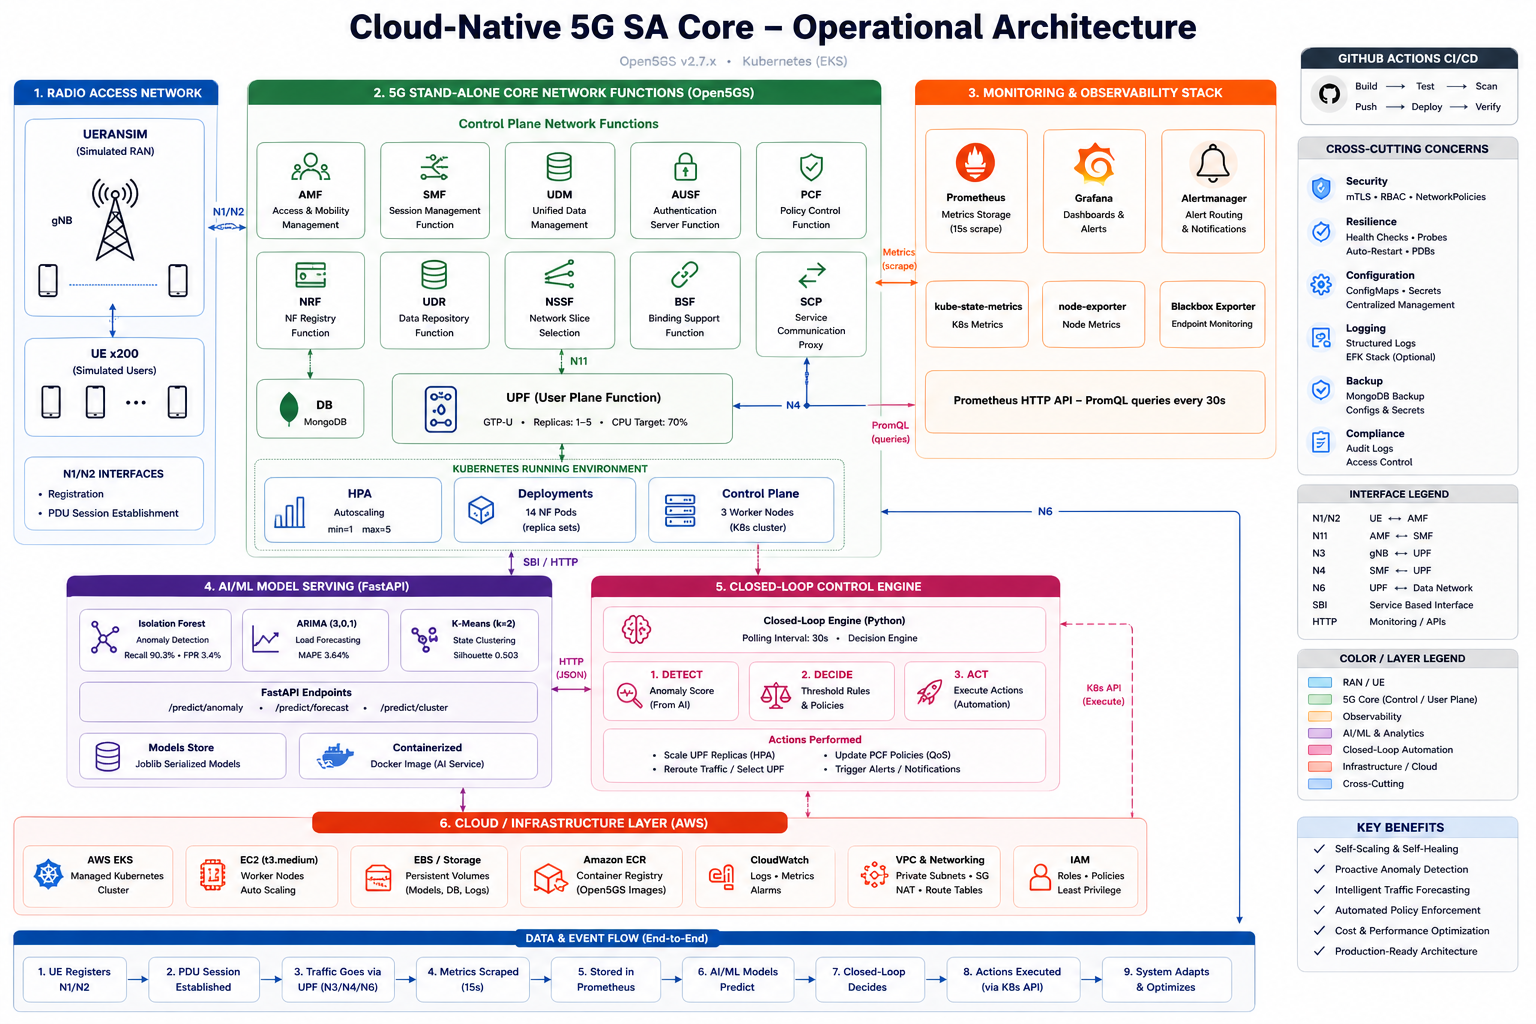 Cloud-Native 5G SA Core – Operational Architecture
Open5GS v2.7.x • Kubernetes (EKS)
1. RADIO ACCESS NETWORK
UERANSIM
(Simulated RAN)
gNB
UE x200
(Simulated Users)
N1/N2 INTERFACES
• Registration
• PDU Session Establishment
N1/N2
2. 5G STAND-ALONE CORE NETWORK FUNCTIONS (Open5GS)
Control Plane Network Functions
AMF
Access & Mobility
Management
SMF
Session Management
Function
UDM
Unified Data
Management
AUSF
Authentication
Server Function
PCF
Policy Control
Function
NRF
NF Registry
Function
UDR
Data Repository
Function
NSSF
Network Slice
Selection
BSF
Binding Support
Function
SCP
Service
Communication
Proxy
N11
DB
MongoDB
UPF (User Plane Function)
GTP-U • Replicas: 1–5 • CPU Target: 70%
N4
KUBERNETES RUNNING ENVIRONMENT
HPA
Autoscaling
min=1 max=5
Deployments
14 NF Pods
(replica sets)
Control Plane
3 Worker Nodes
(K8s cluster)
Metrics
(scrape)
PromQL
(queries)
N6
SBI / HTTP
3. MONITORING & OBSERVABILITY STACK
Prometheus
Metrics Storage
(15s scrape)
Grafana
Dashboards &
Alerts
Alertmanager
Alert Routing
& Notifications
kube-state-metrics
K8s Metrics
node-exporter
Node Metrics
Blackbox Exporter
Endpoint Monitoring
Prometheus HTTP API – PromQL queries every 30s
4. AI/ML MODEL SERVING (FastAPI)
Isolation Forest
Anomaly Detection
Recall 90.3% • FPR 3.4%
ARIMA (3,0,1)
Load Forecasting
MAPE 3.64%
K-Means (k=2)
State Clustering
Silhouette 0.503
FastAPI Endpoints
/predict/anomaly • /predict/forecast • /predict/cluster
Models Store
Joblib Serialized Models
Containerized
Docker Image (AI Service)
HTTP
(JSON)
5. CLOSED-LOOP CONTROL ENGINE
Closed-Loop Engine (Python)
Polling Interval: 30s • Decision Engine
1. DETECT
Anomaly Score
(From AI)
2. DECIDE
Threshold Rules
& Policies
3. ACT
Execute Actions
(Automation)
Actions Performed
• Scale UPF Replicas (HPA)
• Update PCF Policies (QoS)
• Reroute Traffic / Select UPF
• Trigger Alerts / Notifications
K8s API
(Execute)
6. CLOUD / INFRASTRUCTURE LAYER (AWS)
AWS EKS
Managed Kubernetes
Cluster
EC2 (t3.medium)
Worker Nodes
Auto Scaling
EBS / Storage
Persistent Volumes
(Models, DB, Logs)
Amazon ECR
Container Registry
(Open5GS Images)
CloudWatch
Logs • Metrics
Alarms
VPC & Networking
Private Subnets • SG
NAT • Route Tables
IAM
Roles • Policies
Least Privilege
DATA & EVENT FLOW (End-to-End)
1. UE Registers
N1/N2
2. PDU Session
Established
3. Traffic Goes via
UPF (N3/N4/N6)
4. Metrics Scraped
(15s)
5. Stored in
Prometheus
6. AI/ML Models
Predict
7. Closed-Loop
Decides
8. Actions Executed
(via K8s API)
9. System Adapts
& Optimizes
GITHUB ACTIONS CI/CD
Build → Test → Scan
Push → Deploy → Verify
CROSS-CUTTING CONCERNS
Security
mTLS • RBAC • NetworkPolicies
Resilience
Health Checks • Probes
Auto-Restart • PDBs
Configuration
ConfigMaps • Secrets
Centralized Management
Logging
Structured Logs
EFK Stack (Optional)
Backup
MongoDB Backup
Configs & Secrets
Compliance
Audit Logs
Access Control
INTERFACE LEGEND
N1/N2 UE ↔ AMF
N11 AMF ↔ SMF
N3 gNB ↔ UPF
N4 SMF ↔ UPF
N6 UPF ↔ Data Network
SBI Service Based Interface
HTTP Monitoring / APIs
COLOR / LAYER LEGEND
RAN / UE
5G Core (Control / User Plane)
Observability
AI/ML & Analytics
Closed-Loop Automation
Infrastructure / Cloud
Cross-Cutting
KEY BENEFITS
✓ Self-Scaling & Self-Healing
✓ Proactive Anomaly Detection
✓ Intelligent Traffic Forecasting
✓ Automated Policy Enforcement
✓ Cost & Performance Optimization
✓ Production-Ready Architecture